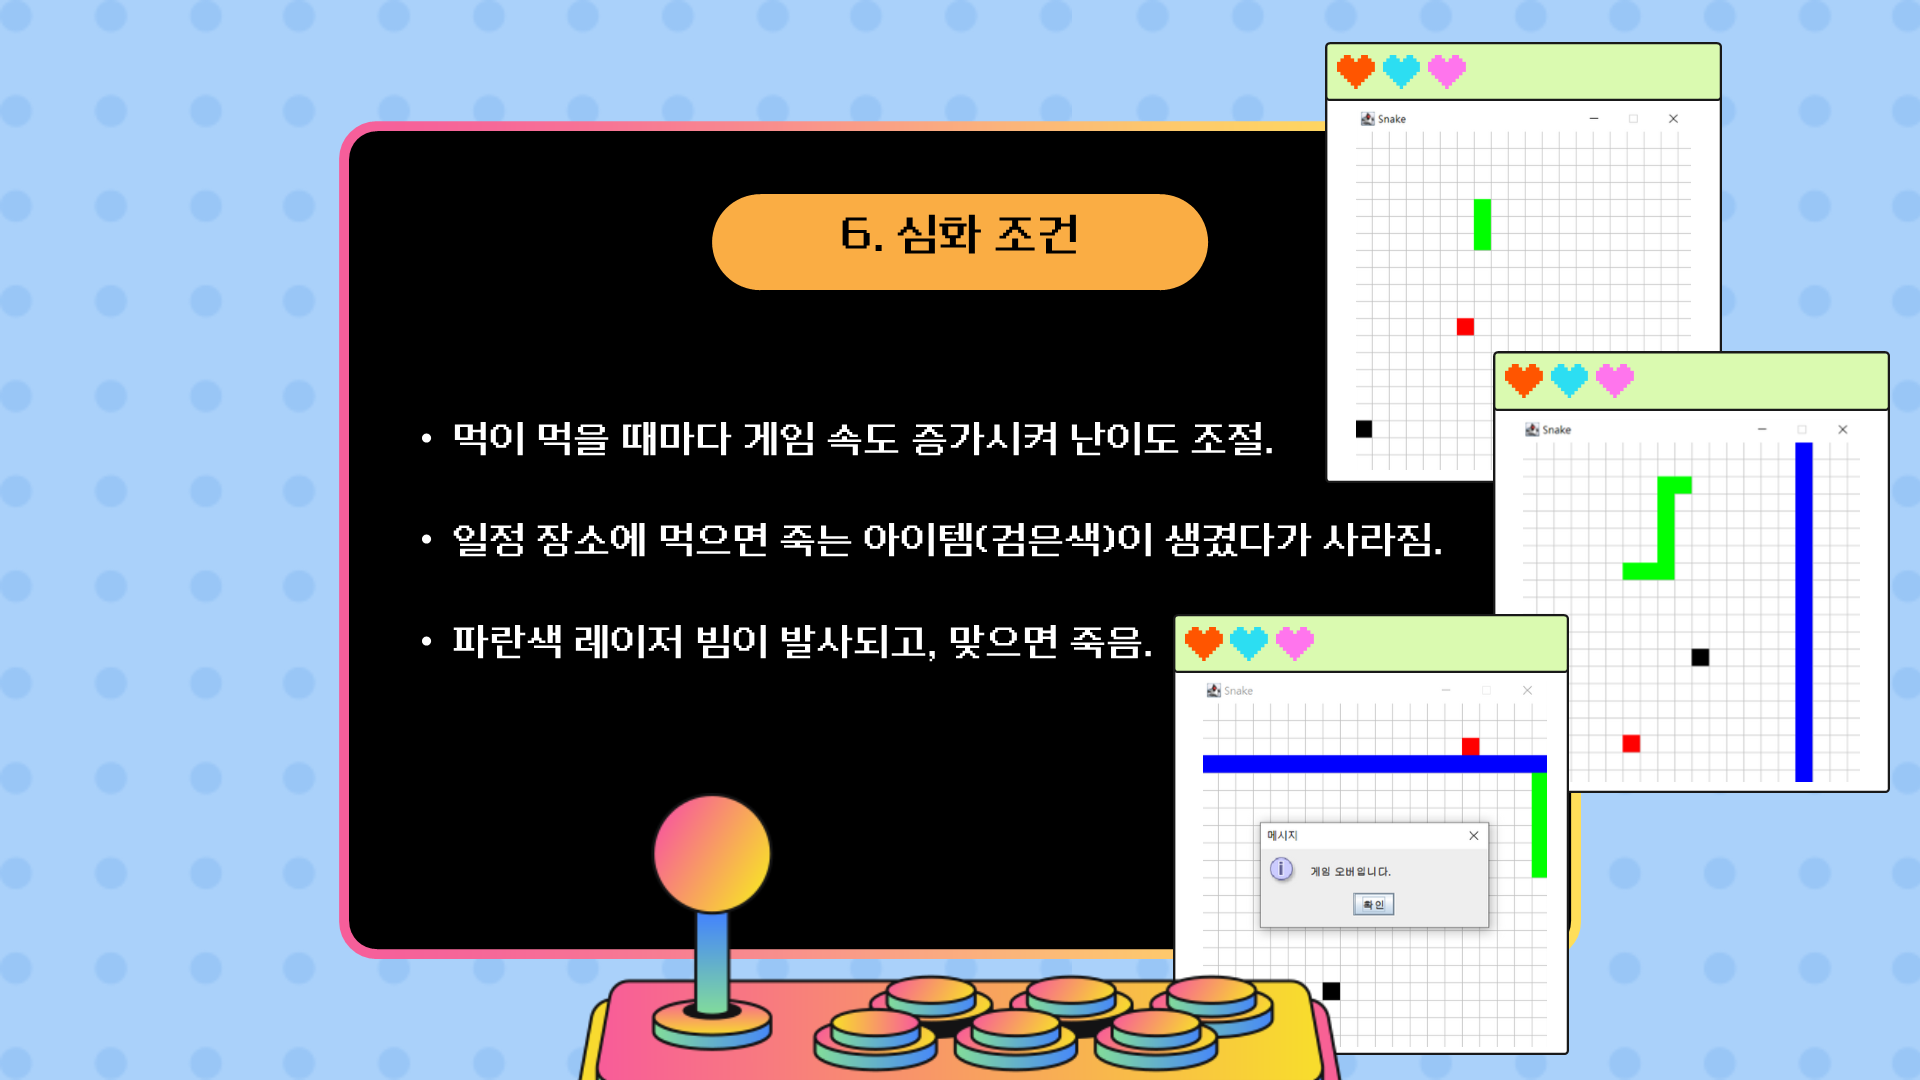 6. 심화 조건
• 먹이 먹을 때마다 게임 속도 증가시켜 난이도 조절.
• 일정 장소에 먹으면 죽는 아이템(검은색)이 생겼다가 사라짐.
• 파란색 레이저 빔이 발사되고, 맞으면 죽음.
Snake
Snake
Snake
메시지
게임 오버입니다.
확인